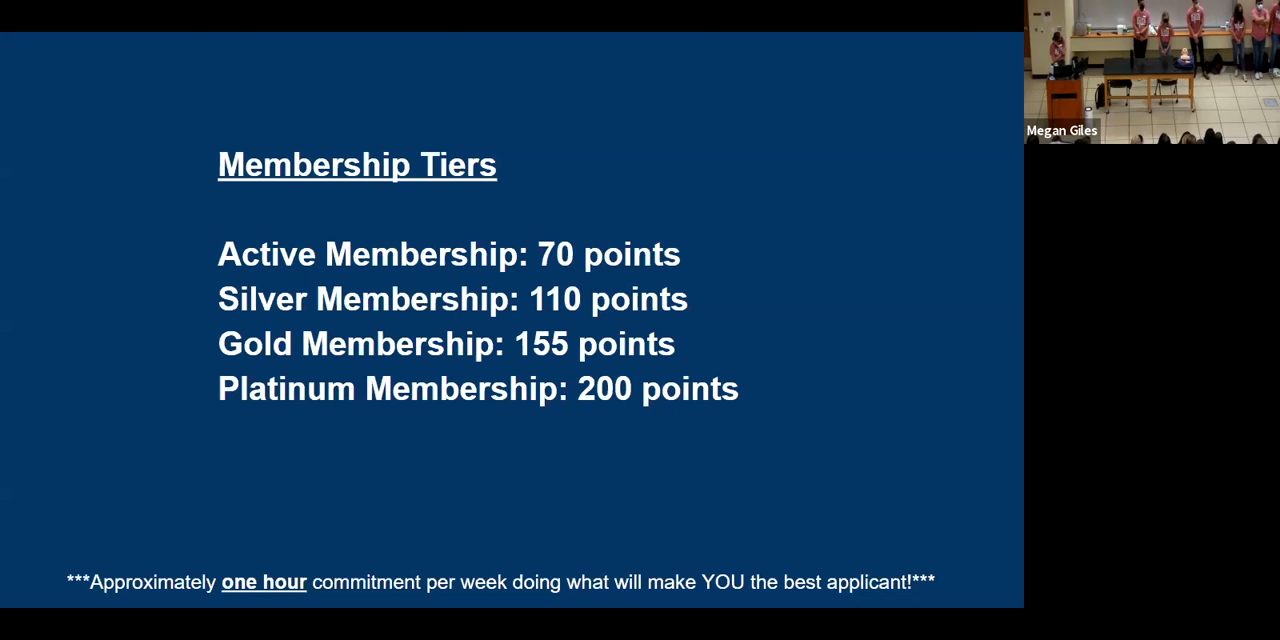 Membership Tiers
Active Membership: 70 points
Silver Membership: 110 points
Gold Membership: 155 points
Platinum Membership: 200 points
***Approximately one hour commitment per week doing what will make YOU the best applicant!***
Megan Giles